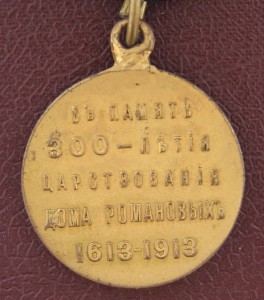 ВЪ ПАМЯТЬ
300-ЛѢТІЯ
ЦАРСТВОВАНІЯ
ДОМА РОМАНОВЫХЪ
1613-1913